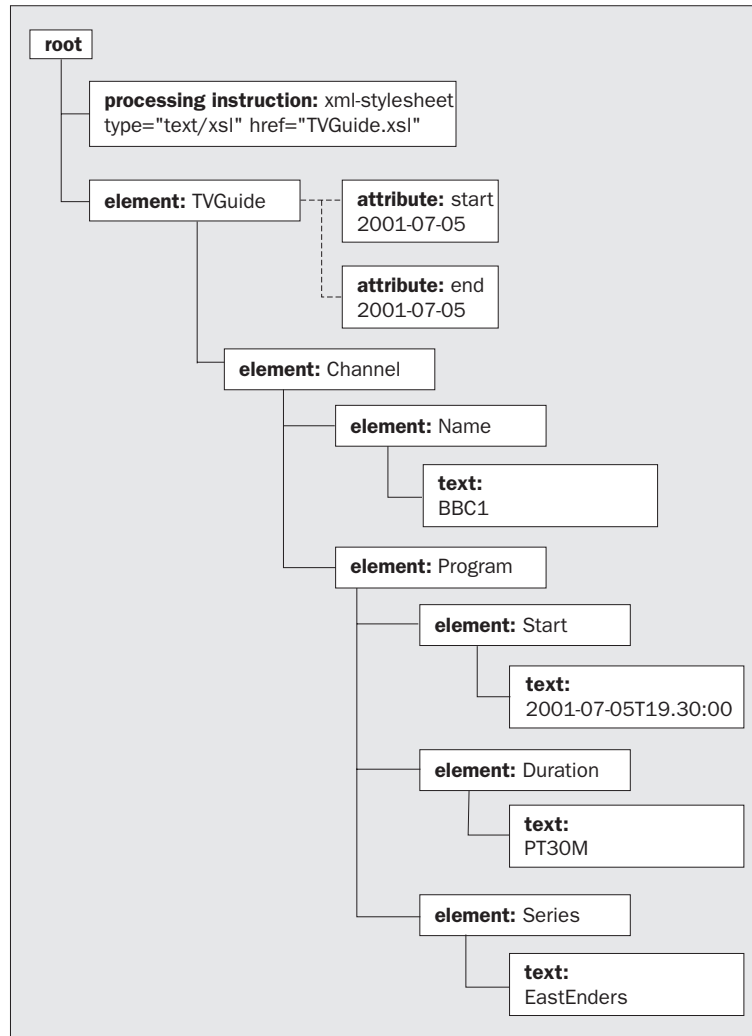 root
processing instruction: xml-stylesheet
type="text/xsl" href="TVGuide.xsl"
element: TVGuide
attribute: start
2001-07-05
attribute: end
2001-07-05
element: Channel
element: Name
text:
BBC1
element: Program
element: Start
text:
2001-07-05T19.30:00
element: Duration
text:
PT30M
element: Series
text:
EastEnders